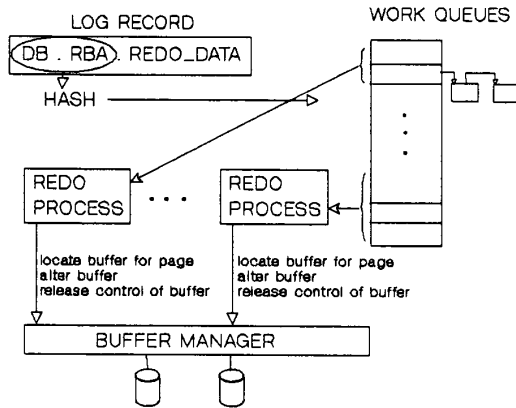 LOG RECORD
WORK QUEUES
DB . RBA . REDO_DATA
HASH
REDO
PROCESS
. . .
REDO
PROCESS
locate buffer for page
alter buffer
release control of buffer
locate buffer for page
alter buffer
release control of buffer
BUFFER MANAGER